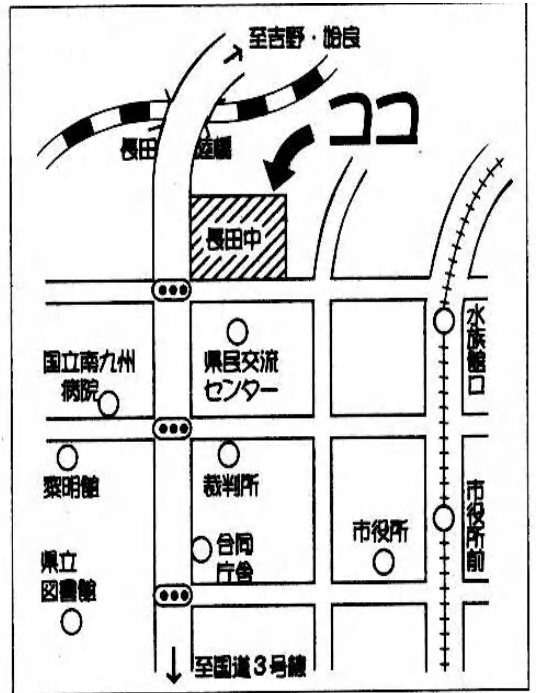 至吉野・姶良
ココ
長田
陸橋
長田中
水族館口
国立南九州
病院
県民交流
センター
黎明館
裁判所
市役所
市役所前
合同
庁舎
県立
図書館
至国道3号線